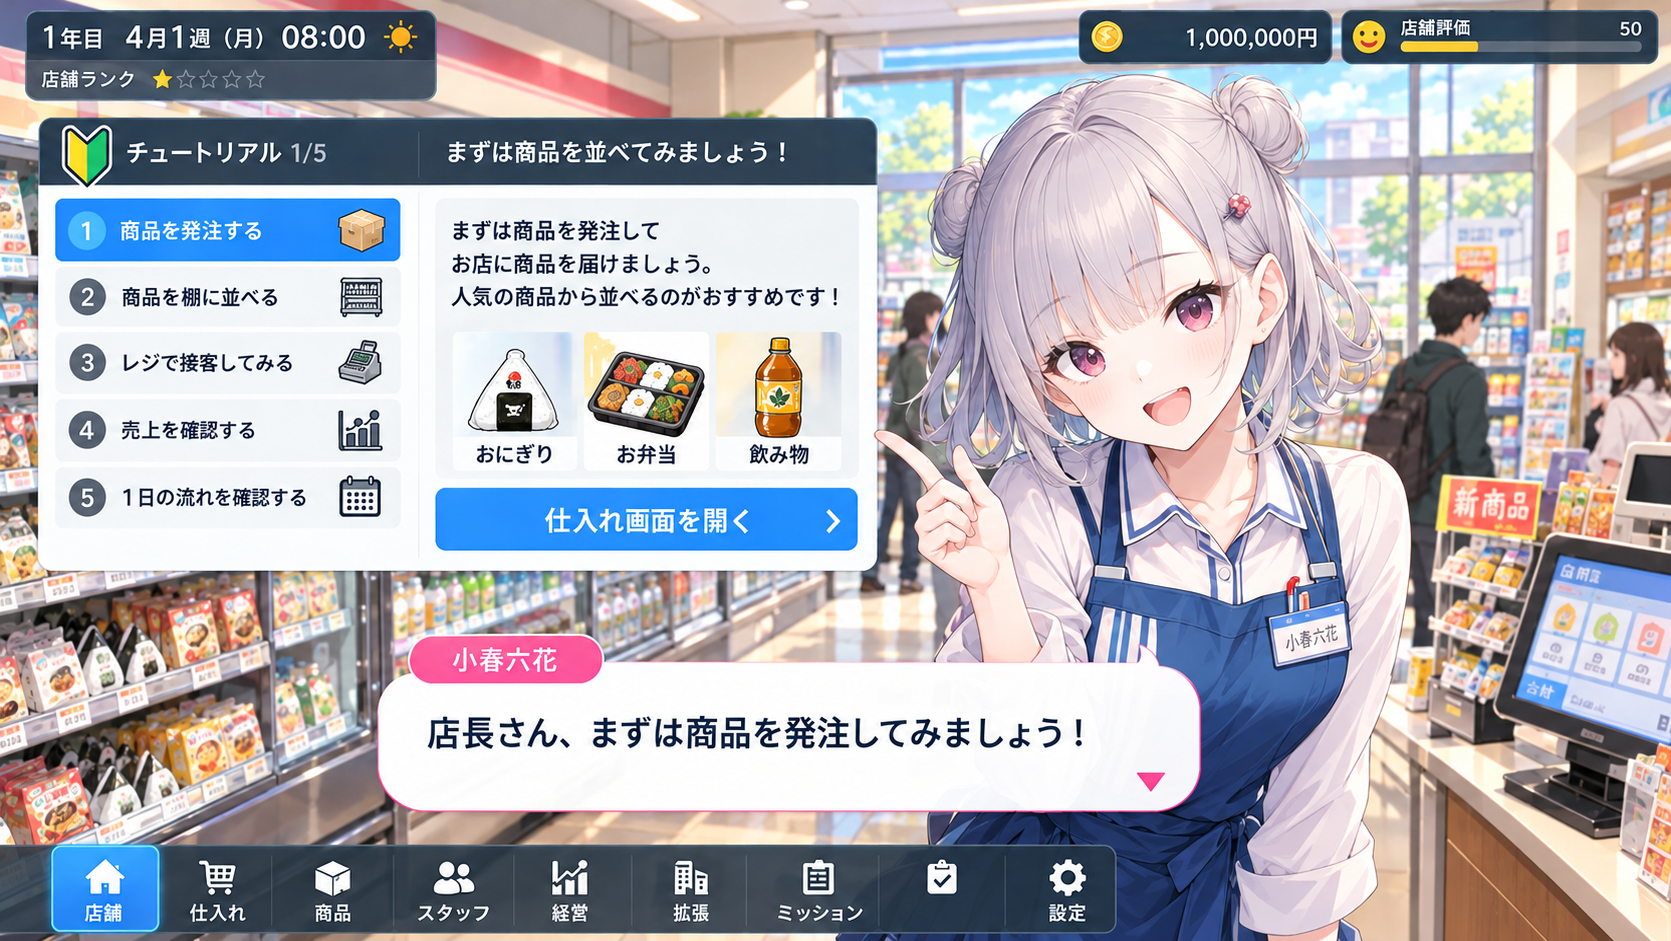 1年目 4月1週（月） 08:00
店舗ランク
1,000,000円
店舗評価 50
チュートリアル 1/5
まずは商品を並べてみましょう！
1 商品を発注する
2 商品を棚に並べる
3 レジで接客してみる
4 売上を確認する
5 1日の流れを確認する
まずは商品を発注して
お店に商品を届けましょう。
人気の商品から並べるのがおすすめです！
おにぎり
お弁当
飲み物
仕入れ画面を開く
新商品
小春六花
小春六花
店長さん、まずは商品を発注してみましょう！
店舗
仕入れ
商品
スタッフ
経営
拡張
ミッション
設定